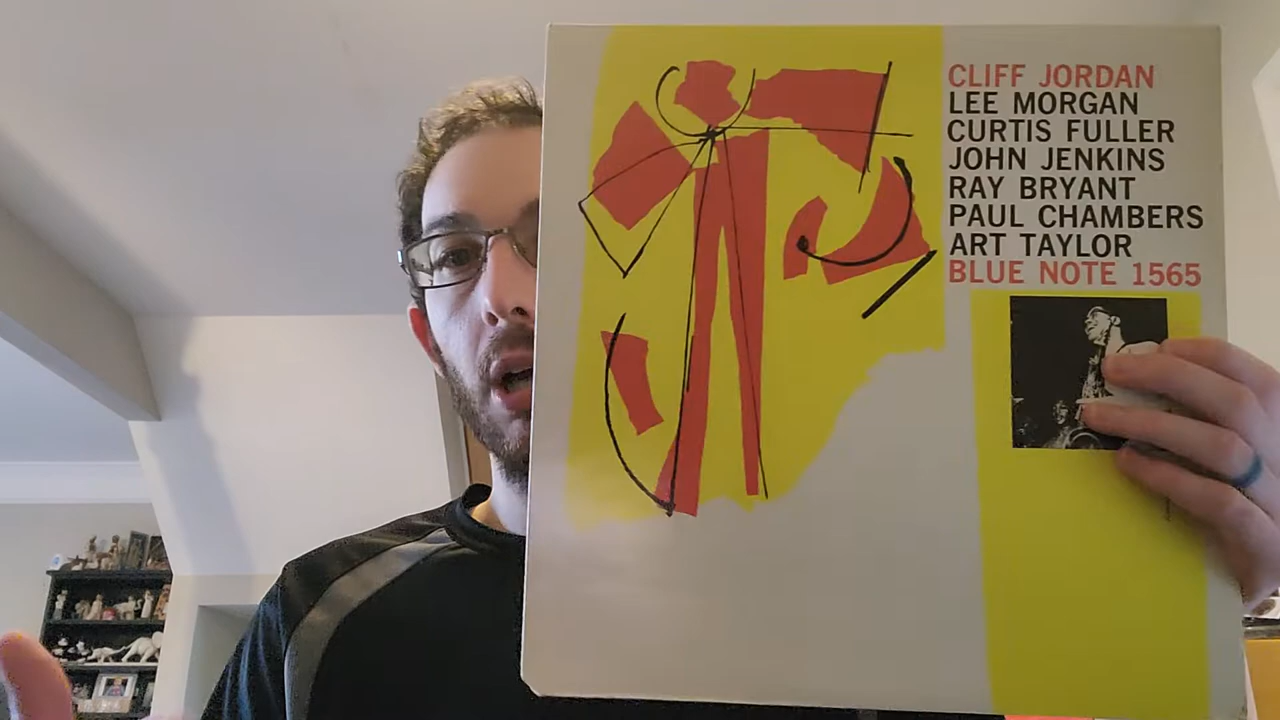 CLIFF JORDAN
LEE MORGAN
CURTIS FULLER
JOHN JENKINS
RAY BRYANT
PAUL CHAMBERS
ART TAYLOR
BLUE NOTE 1565